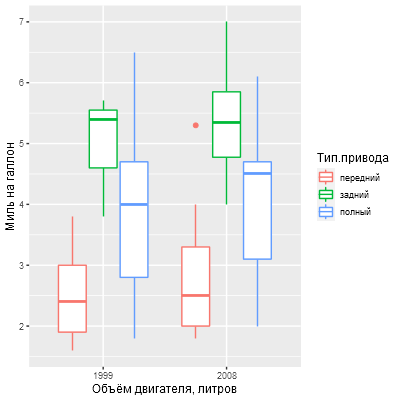 7
6
5
4
3
2
Миль на галлон
1999
2008
Объём двигателя, литров
Тип.привода
передний
задний
полный